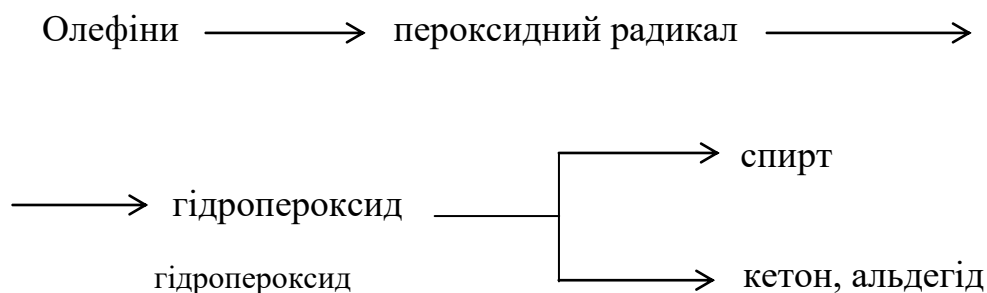 Олефіни пероксидний радикал
спирт
гідропероксид
гідропероксид
кетон, альдегід